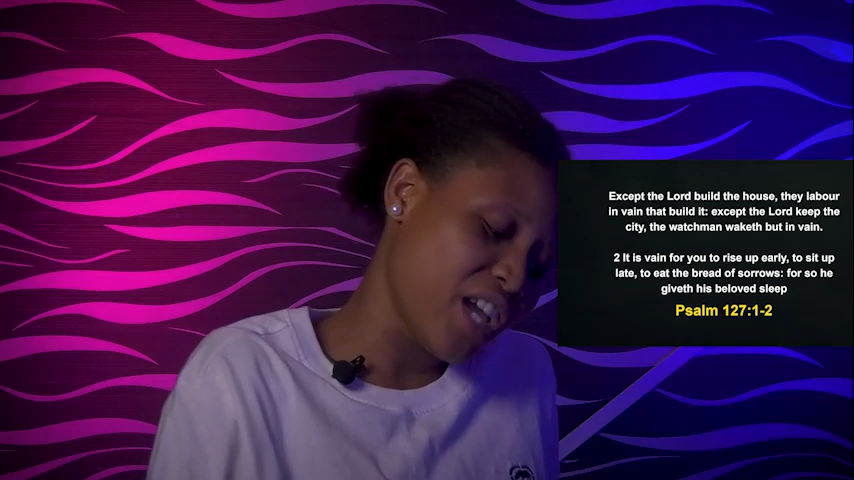 Except the Lord build the house, they labour
in vain that build it: except the Lord keep the
city, the watchman waketh but in vain.
2 It is vain for you to rise up early, to sit up
late, to eat the bread of sorrows: for so he
giveth his beloved sleep
Psalm 127:1-2